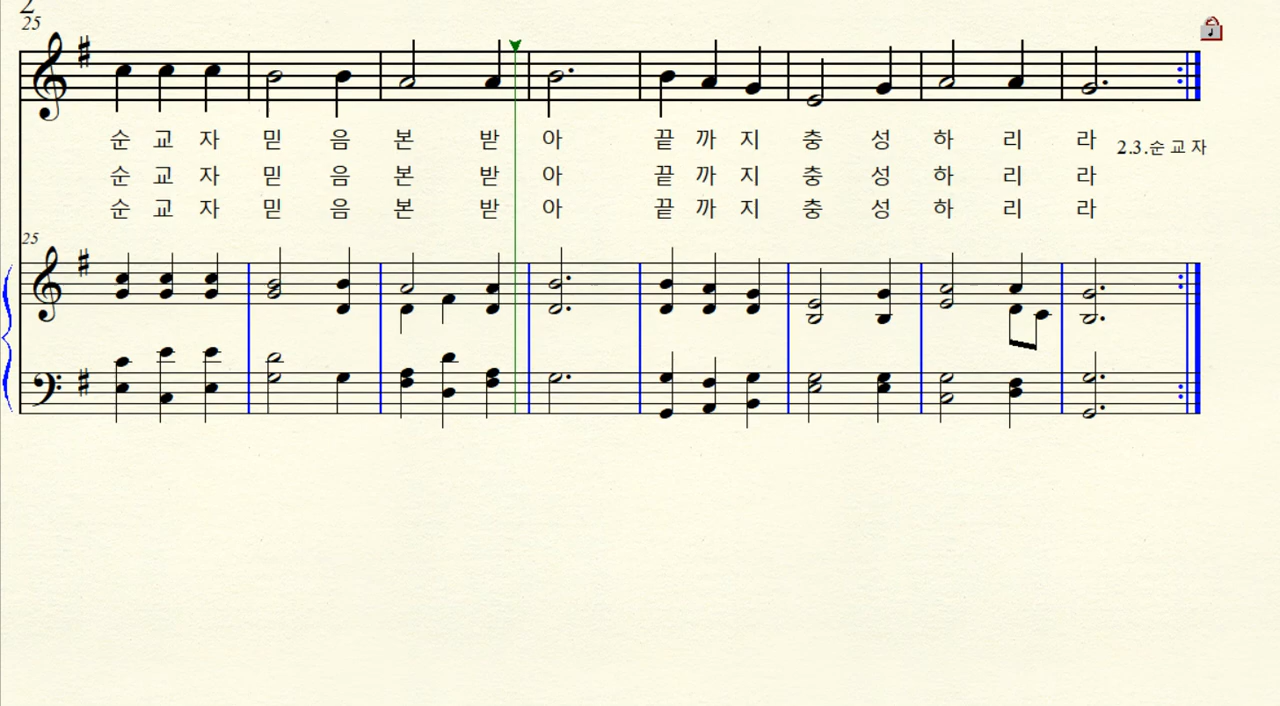 2
25
순 교 자 믿 음 본 받 아 끝 까 지 충 성 하 리 라 2.3.순 교 자
순 교 자 믿 음 본 받 아 끝 까 지 충 성 하 리 라
순 교 자 믿 음 본 받 아 끝 까 지 충 성 하 리 라
25